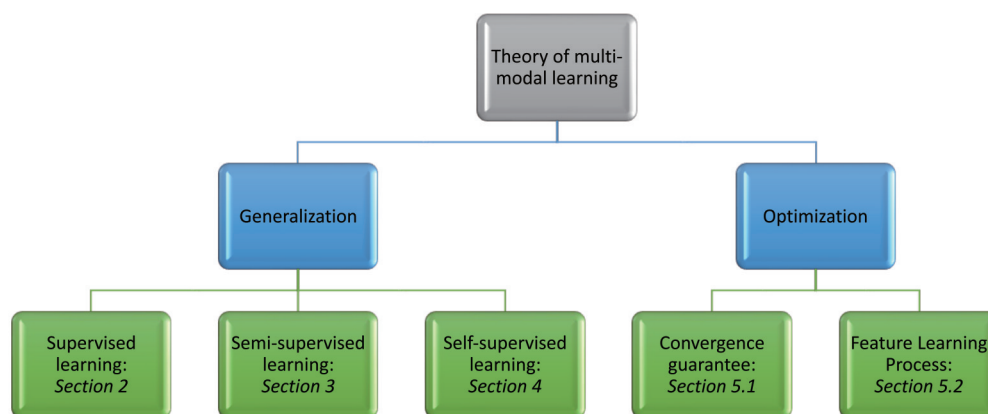 Theory of multi-
modal learning
Generalization
Optimization
Supervised
learning:
Section 2
Semi-supervised
learning:
Section 3
Self-supervised
learning:
Section 4
Convergence
guarantee:
Section 5.1
Feature Learning
Process:
Section 5.2